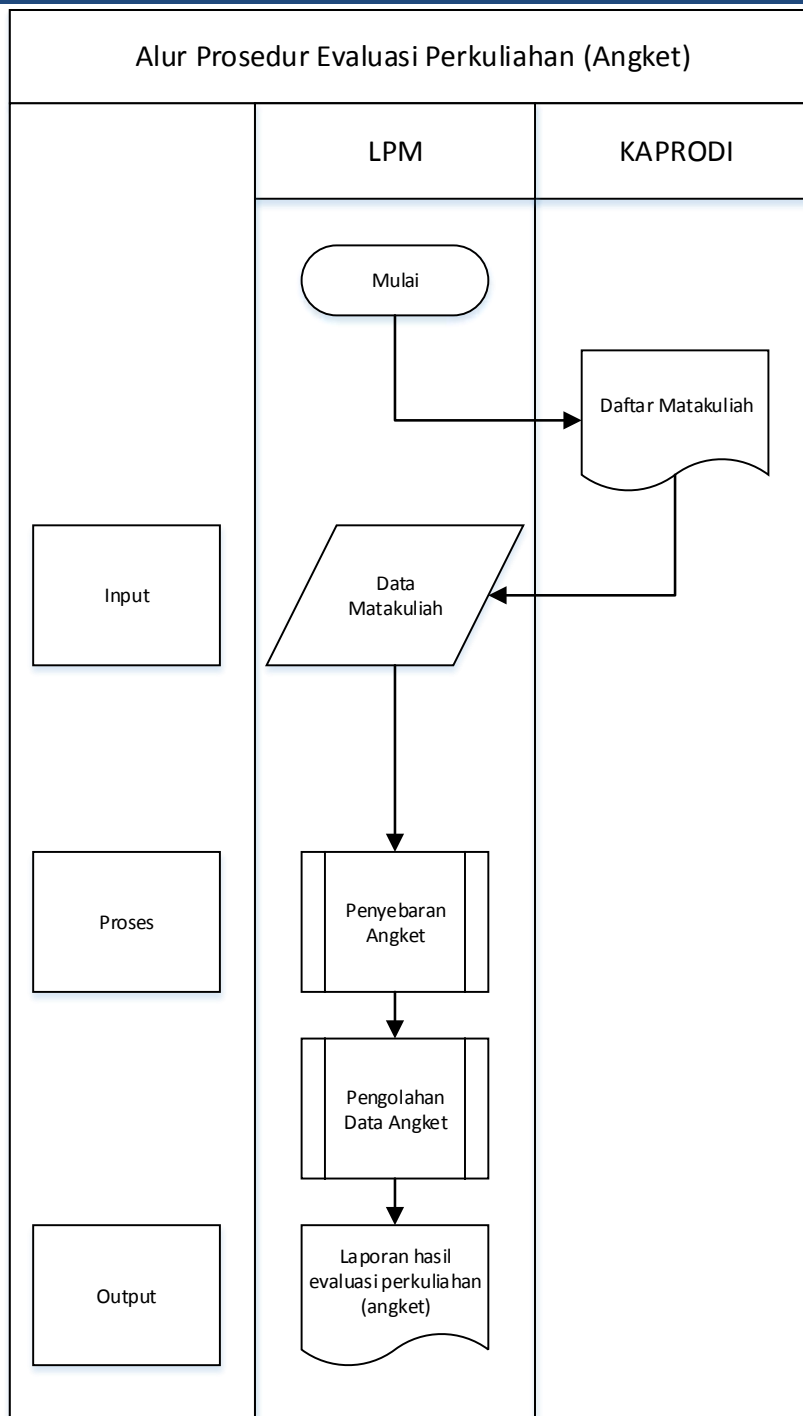 Alur Prosedur Evaluasi Perkuliahan (Angket)
LPM
KAPRODI
Mulai
Daftar Matakuliah
Input
Data
Matakuliah
Proses
Penyebaran
Angket
Pengolahan
Data Angket
Output
Laporan hasil
evaluasi perkuliahan
(angket)